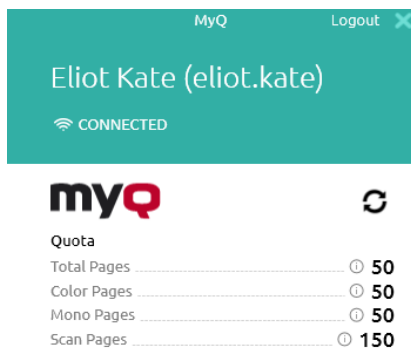 MyQ Logout
Eliot Kate (eliot.kate)
CONNECTED
myQ
Quota
Total Pages 50
Color Pages 50
Mono Pages 50
Scan Pages 150